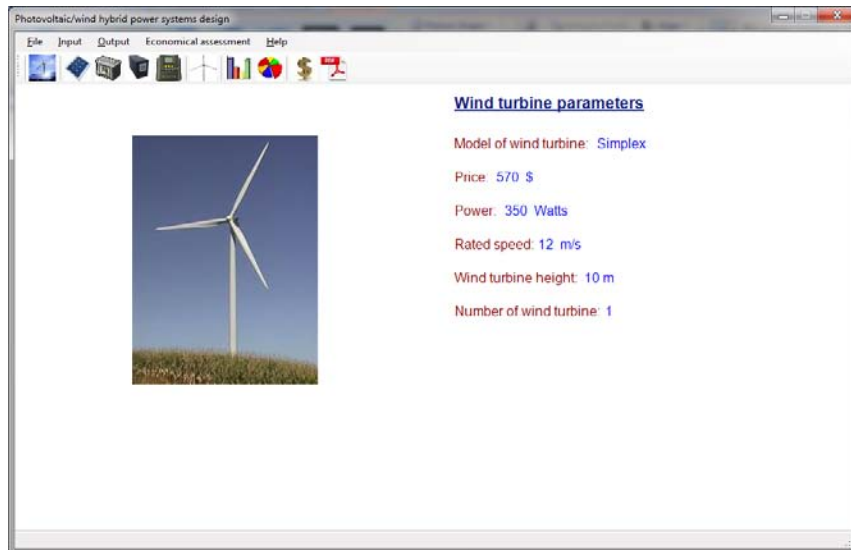 Photovoltaic/wind hybrid power systems design
File Input Output Economical assessment Help
PDF
Wind turbine parameters
Model of wind turbine: Simplex
Price: 570 $
Power: 350 Watts
Rated speed: 12 m/s
Wind turbine height: 10 m
Number of wind turbine: 1